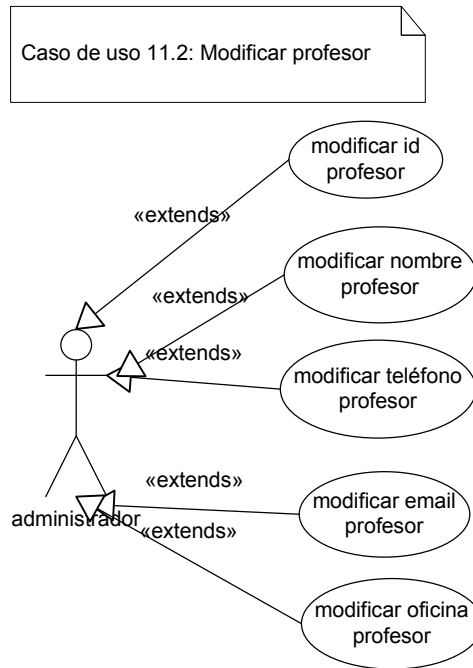 Caso de uso 11.2: Modificar profesor
modificar id
profesor
«extends»
modificar nombre
profesor
«extends»
«extends»
modificar teléfono
profesor
«extends»
modificar email
profesor
administrador
«extends»
modificar oficina
profesor